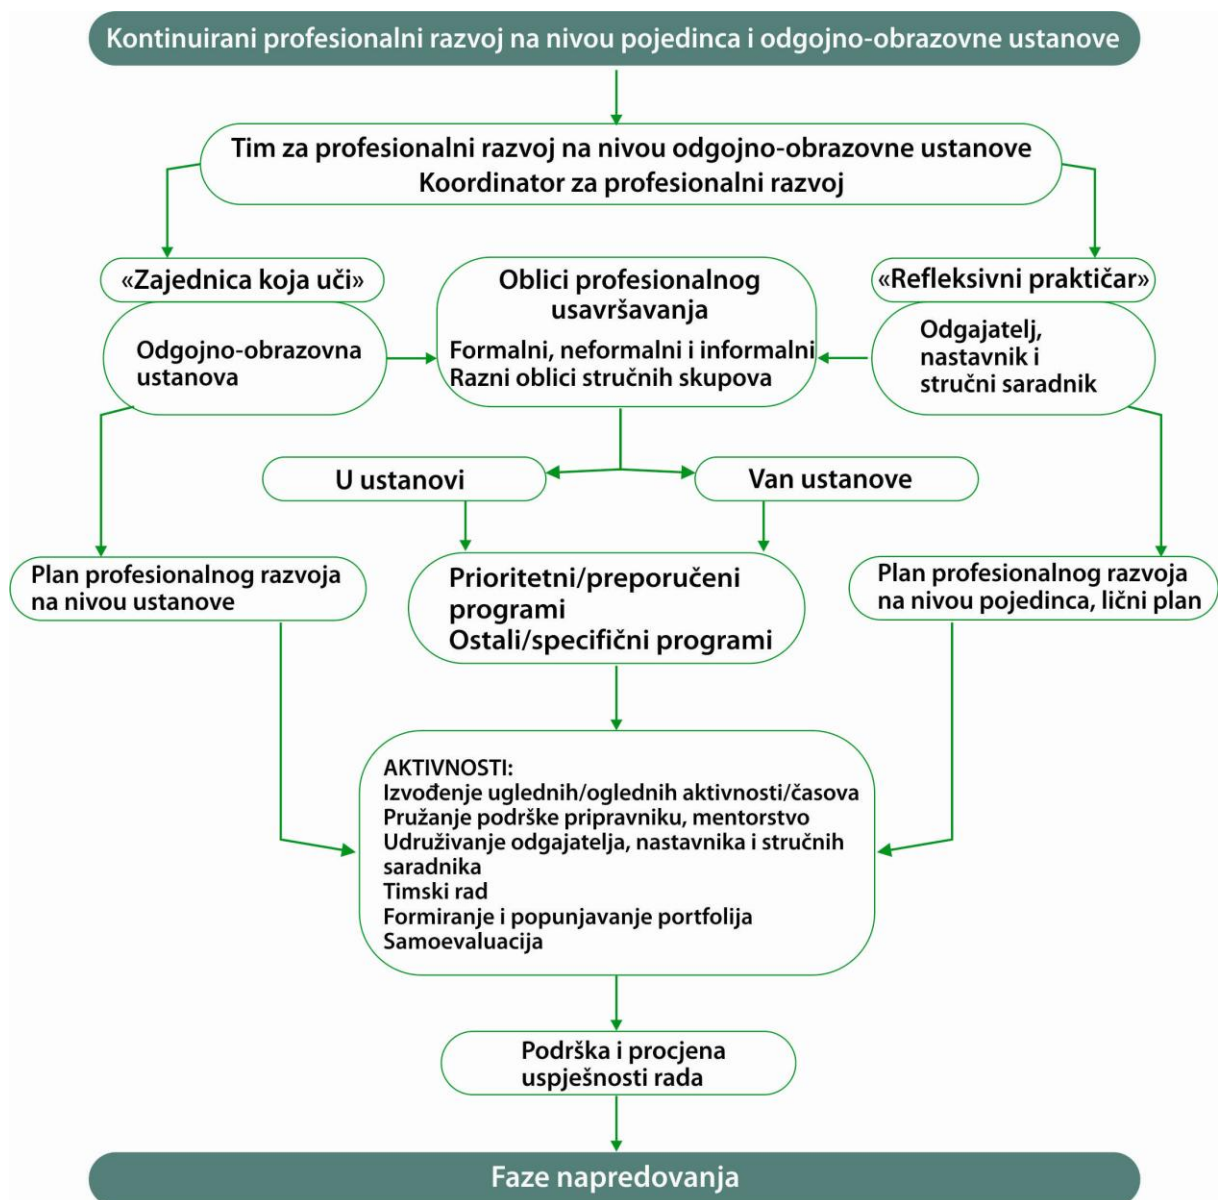 Kontinuirani profesionalni razvoj na nivou pojedinca i odgojno-obrazovne ustanove
Tim za profesionalni razvoj na nivou odgojno-obrazovne ustanove
Koordinator za profesionalni razvoj
«Zajednica koja uči»
Odgojno-obrazovna
ustanova
Oblici profesionalnog
usavršavanja
Formalni, neformalni i informalni
Razni oblici stručnih skupova
«Refleksivni praktičar»
Odgajatelj,
nastavnik i
stručni saradnik
U ustanovi
Van ustanove
Plan profesionalnog razvoja
na nivou ustanove
Prioritetni/preporučeni
programi
Ostali/specifični programi
Plan profesionalnog razvoja
na nivou pojedinca, lični plan
AKTIVNOSTI:
Izvođenje uglednih/oglednih aktivnosti/časova
Pružanje podrške pripravniku, mentorstvo
Udruživanje odgajatelja, nastavnika i stručnih
saradnika
Timski rad
Formiranje i popunjavanje portfolija
Samoevaluacija
Podrška i procjena
uspješnosti rada
Faze napredovanja